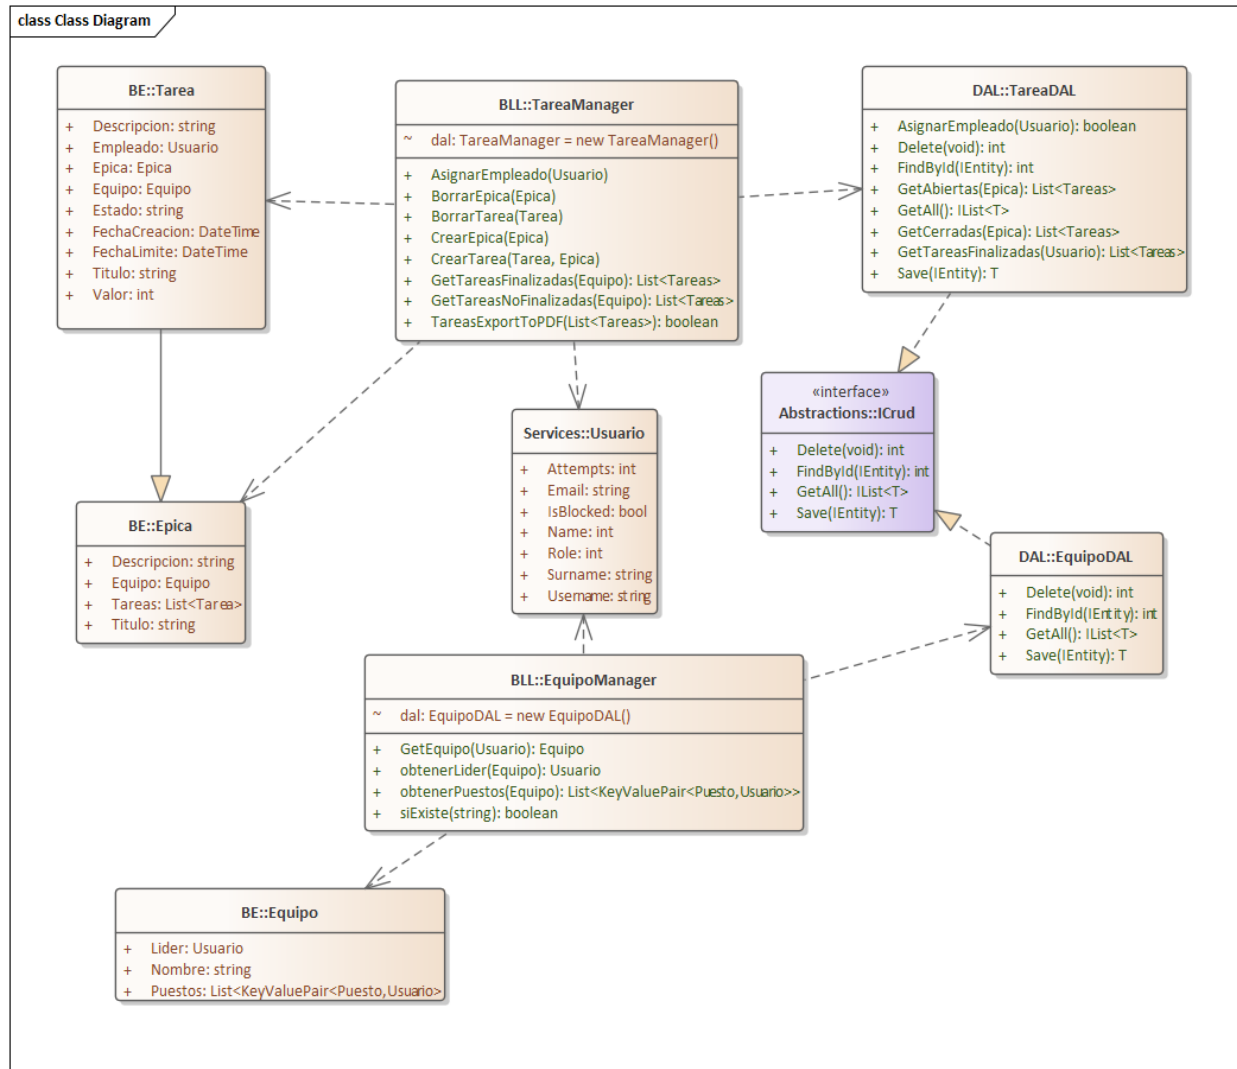 class Class Diagram
BE::Tarea
+ Descripcion: string
+ Empleado: Usuario
+ Epica: Epica
+ Equipo: Equipo
+ Estado: string
+ FechaCreacion: DateTime
+ FechaLimite: DateTime
+ Titulo: string
+ Valor: int
BLL::TareaManager
~ dal: TareaManager = new TareaManager()
+ AsignarEmpleado(Usuario)
+ BorrarEpica(Epica)
+ BorrarTarea(Tarea)
+ CrearEpica(Epica)
+ CrearTarea(Tarea, Epica)
+ GetTareasFinalizadas(Equipo): List<Tareas>
+ GetTareasNoFinalizadas(Equipo): List<Tareas>
+ TareasExportToPDF(List<Tareas>): boolean
DAL::TareaDAL
+ AsignarEmpleado(Usuario): boolean
+ Delete(void): int
+ FindById(IEntity): int
+ GetAbiertas(Epica): List<Tareas>
+ GetAll(): IList<T>
+ GetCerradas(Epica): List<Tareas>
+ GetTareasFinalizadas(Usuario): List<Tareas>
+ Save(IEntity): T
«interface»
Abstractions::ICrud
+ Delete(void): int
+ FindById(IEntity): int
+ GetAll(): IList<T>
+ Save(IEntity): T
Services::Usuario
+ Attempts: int
+ Email: string
+ IsBlocked: bool
+ Name: int
+ Role: int
+ Surname: string
+ Username: string
BE::Epica
+ Descripcion: string
+ Equipo: Equipo
+ Tareas: List<Tarea>
+ Titulo: string
DAL::EquipoDAL
+ Delete(void): int
+ FindById(IEntity): int
+ GetAll(): IList<T>
+ Save(IEntity): T
BLL::EquipoManager
~ dal: EquipoDAL = new EquipoDAL()
+ GetEquipo(Usuario): Equipo
+ obtenerLider(Equipo): Usuario
+ obtenerPuestos(Equipo): List<KeyValuePair<Puesto,Usuario>>
+ siExiste(string): boolean
BE::Equipo
+ Lider: Usuario
+ Nombre: string
+ Puestos: List<KeyValuePair<Puesto,Usuario>